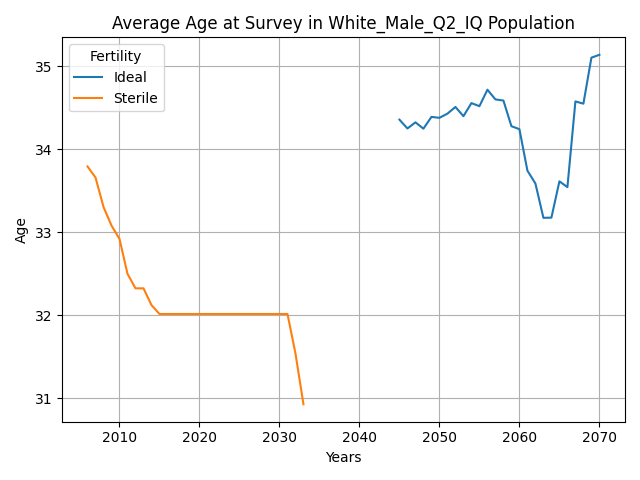 Average Age at Survey in White_Male_Q2_IQ Population
Fertility
Ideal
Sterile
Age
35
34
33
32
31
2010 2020 2030 2040 2050 2060 2070
Years